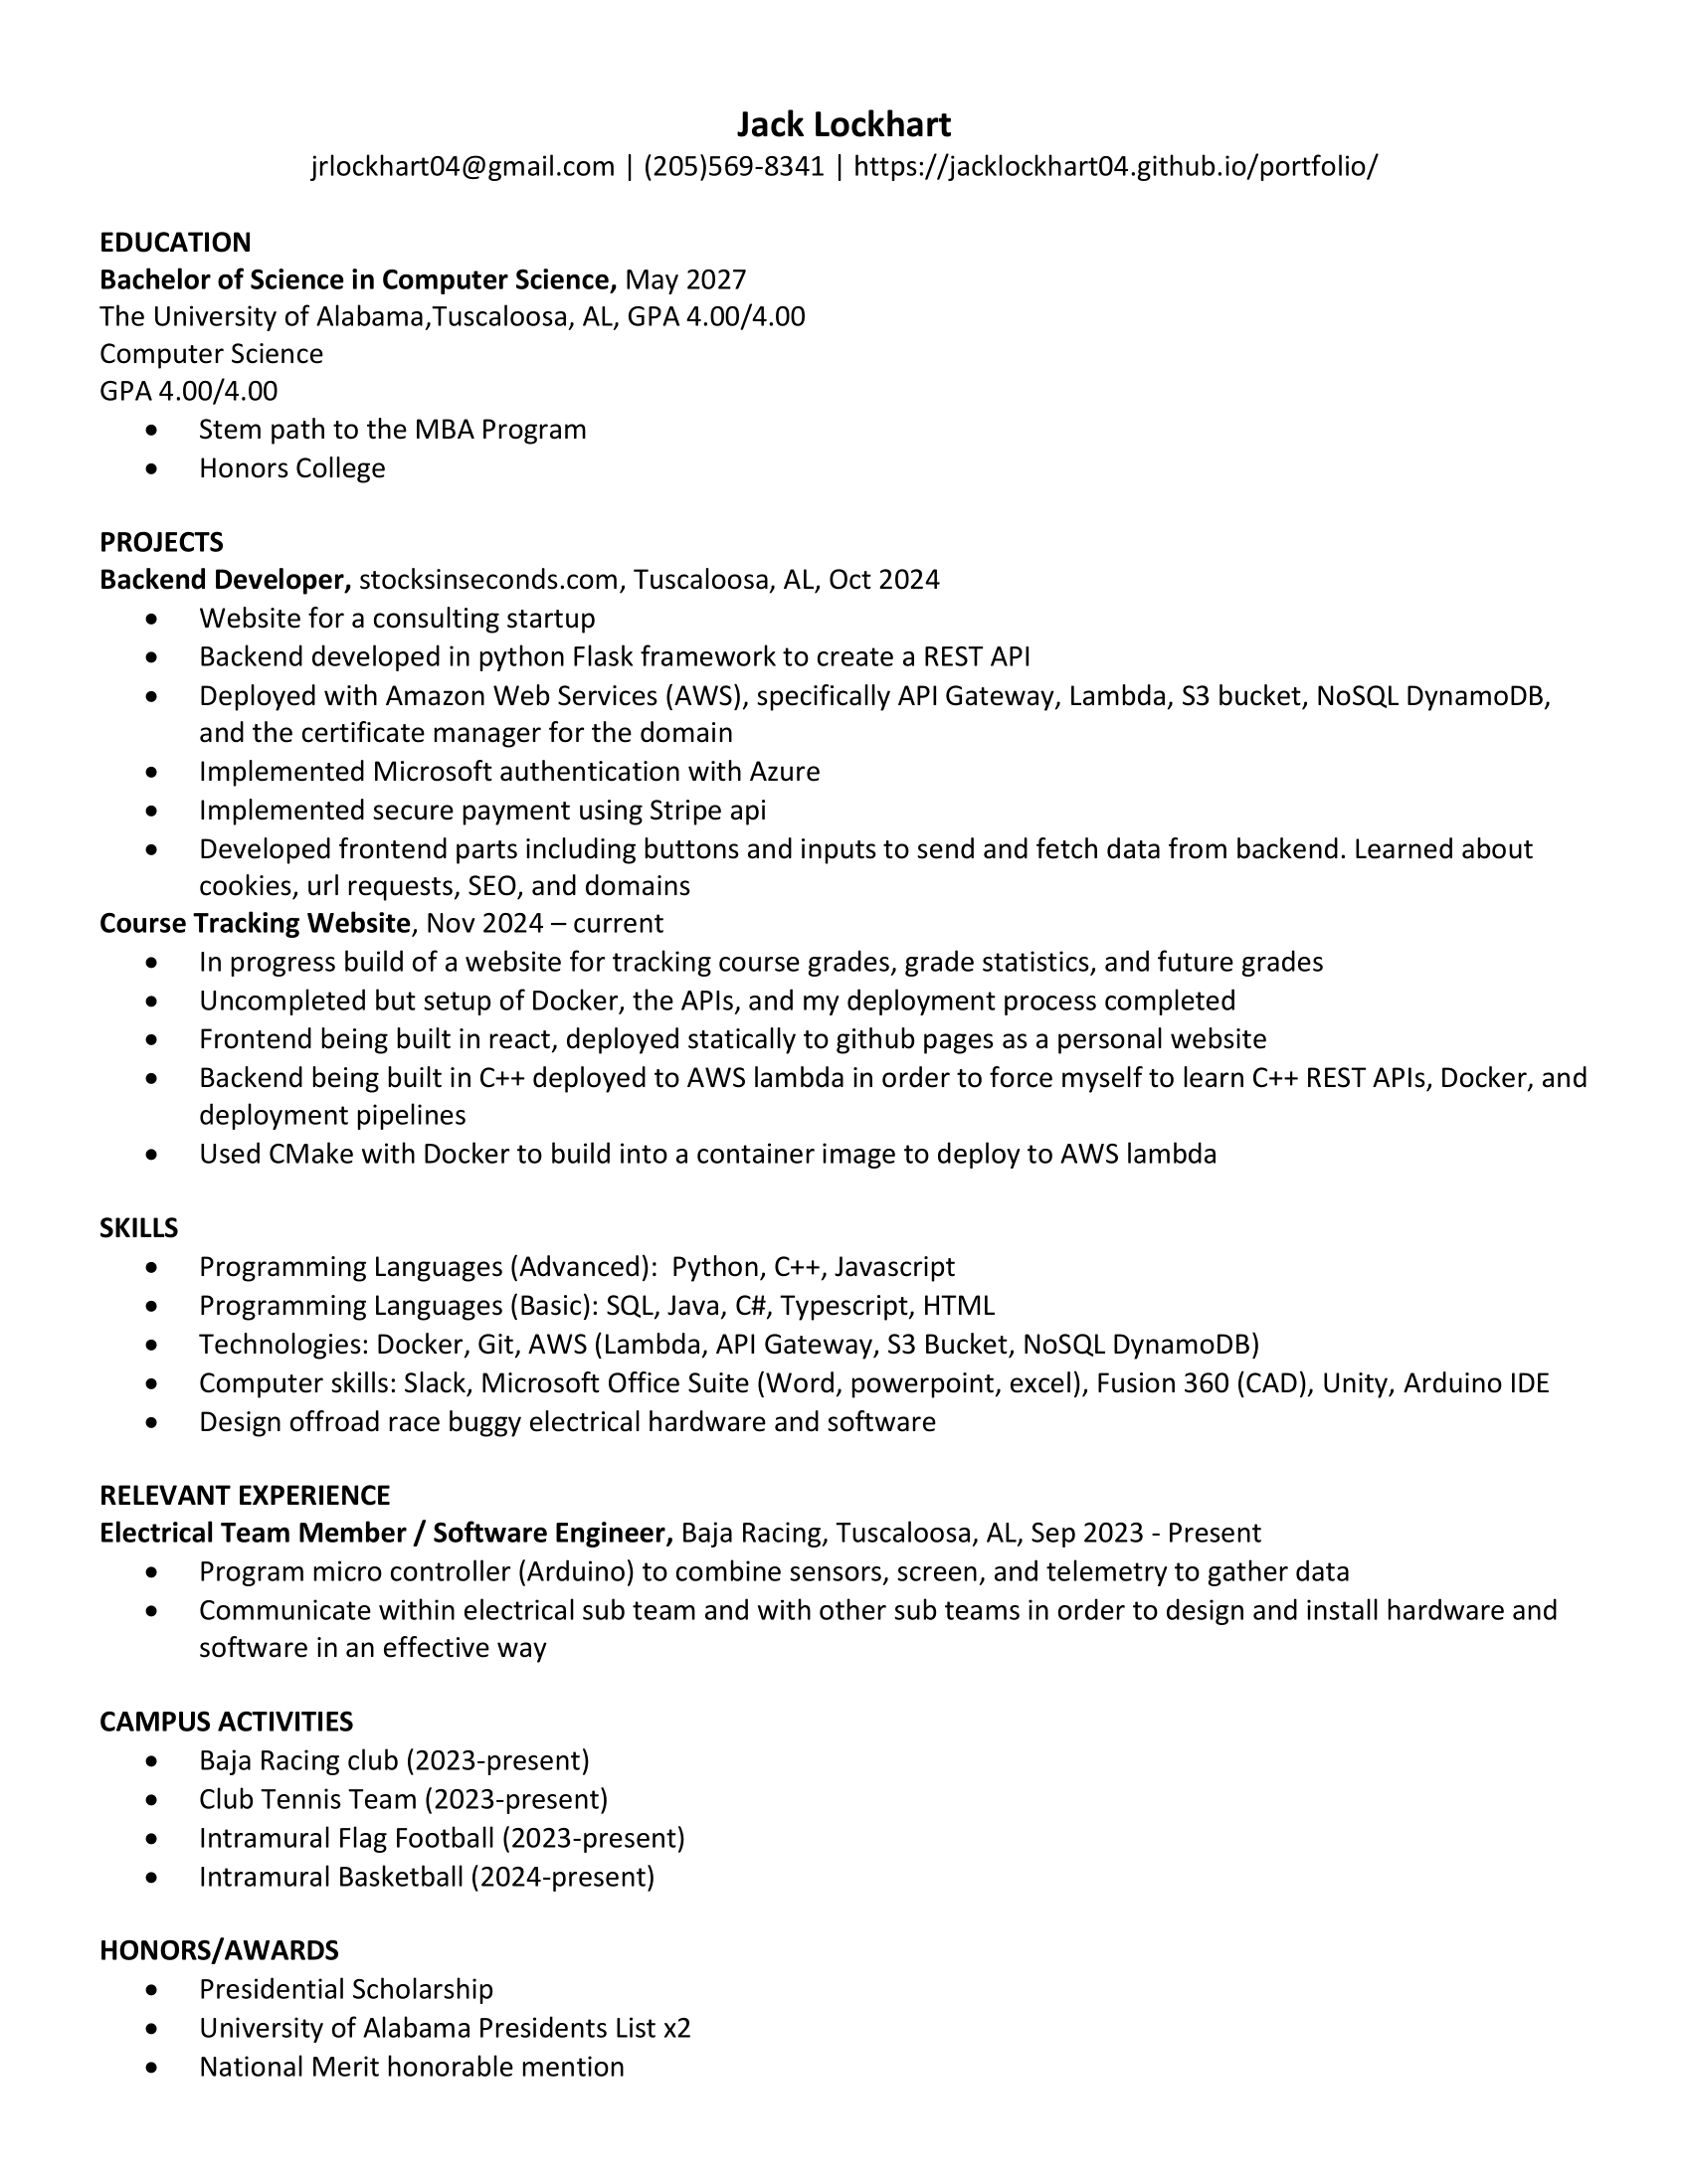 Jack Lockhart
jrlockhart04@gmail.com | (205)569-8341 | https://jacklockhart04.github.io/portfolio/
EDUCATION
Bachelor of Science in Computer Science, May 2027
The University of Alabama,Tuscaloosa, AL, GPA 4.00/4.00
Computer Science
GPA 4.00/4.00
• Stem path to the MBA Program
• Honors College
PROJECTS
Backend Developer, stocksinseconds.com, Tuscaloosa, AL, Oct 2024
• Website for a consulting startup
• Backend developed in python Flask framework to create a REST API
• Deployed with Amazon Web Services (AWS), specifically API Gateway, Lambda, S3 bucket, NoSQL DynamoDB,
and the certificate manager for the domain
• Implemented Microsoft authentication with Azure
• Implemented secure payment using Stripe api
• Developed frontend parts including buttons and inputs to send and fetch data from backend. Learned about
cookies, url requests, SEO, and domains
Course Tracking Website, Nov 2024 – current
• In progress build of a website for tracking course grades, grade statistics, and future grades
• Uncompleted but setup of Docker, the APIs, and my deployment process completed
• Frontend being built in react, deployed statically to github pages as a personal website
• Backend being built in C++ deployed to AWS lambda in order to force myself to learn C++ REST APIs, Docker, and
deployment pipelines
• Used CMake with Docker to build into a container image to deploy to AWS lambda
SKILLS
• Programming Languages (Advanced):  Python, C++, Javascript
• Programming Languages (Basic): SQL, Java, C#, Typescript, HTML
• Technologies: Docker, Git, AWS (Lambda, API Gateway, S3 Bucket, NoSQL DynamoDB)
• Computer skills: Slack, Microsoft Office Suite (Word, powerpoint, excel), Fusion 360 (CAD), Unity, Arduino IDE
• Design offroad race buggy electrical hardware and software
RELEVANT EXPERIENCE
Electrical Team Member / Software Engineer, Baja Racing, Tuscaloosa, AL, Sep 2023 - Present
• Program micro controller (Arduino) to combine sensors, screen, and telemetry to gather data
• Communicate within electrical sub team and with other sub teams in order to design and install hardware and
software in an effective way
CAMPUS ACTIVITIES
• Baja Racing club (2023-present)
• Club Tennis Team (2023-present)
• Intramural Flag Football (2023-present)
• Intramural Basketball (2024-present)
HONORS/AWARDS
• Presidential Scholarship
• University of Alabama Presidents List x2
• National Merit honorable mention